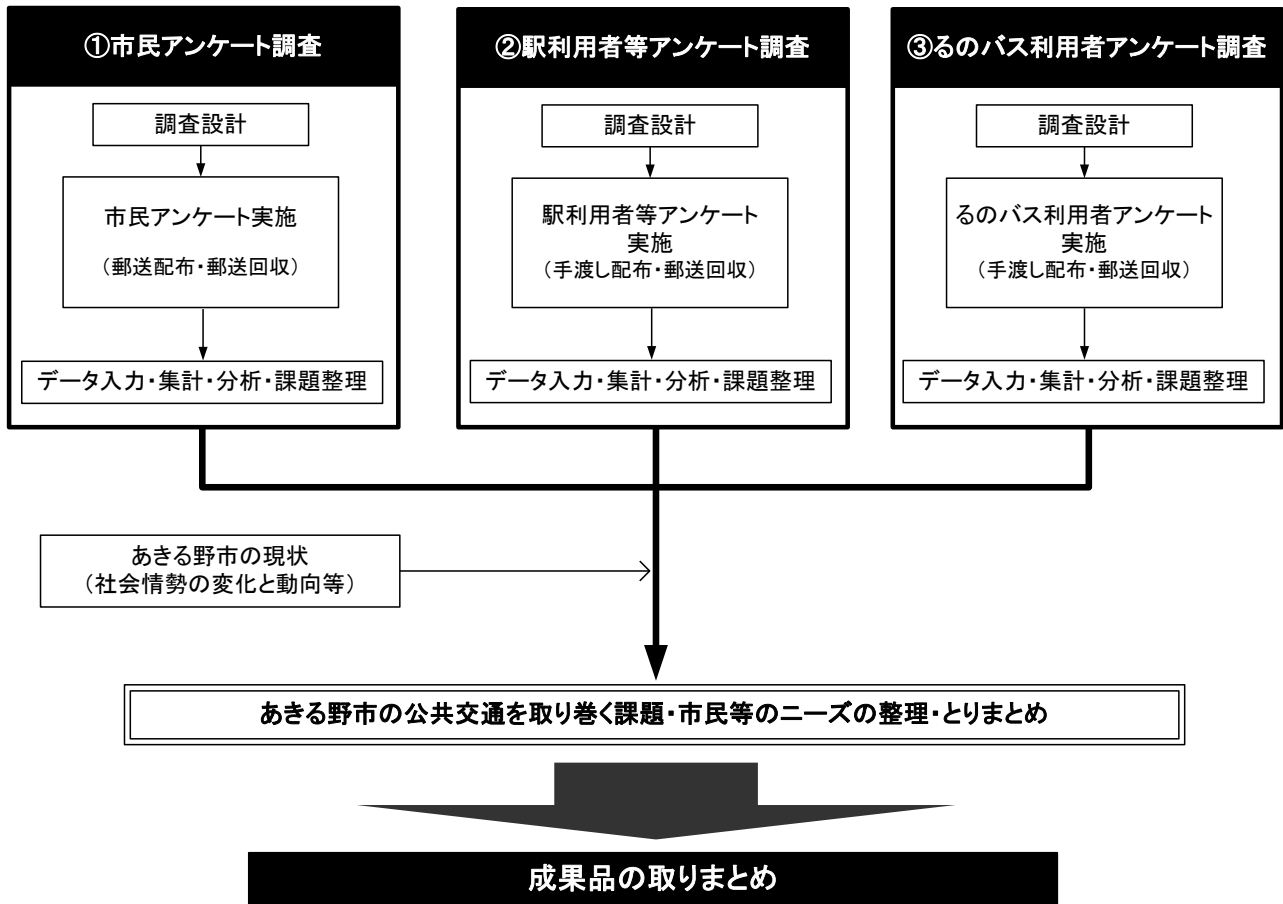 ①市民アンケート調査
調査設計
市民アンケート実施
（郵送配布・郵送回収）
データ入力・集計・分析・課題整理
②駅利用者等アンケート調査
調査設計
駅利用者等アンケート
実施
（手渡し配布・郵送回収）
データ入力・集計・分析・課題整理
③るのバス利用者アンケート調査
調査設計
るのバス利用者アンケート
実施
（手渡し配布・郵送回収）
データ入力・集計・分析・課題整理
あきる野市の現状
（社会情勢の変化と動向等）
あきる野市の公共交通を取り巻く課題・市民等のニーズの整理・とりまとめ
成果品の取りまとめ